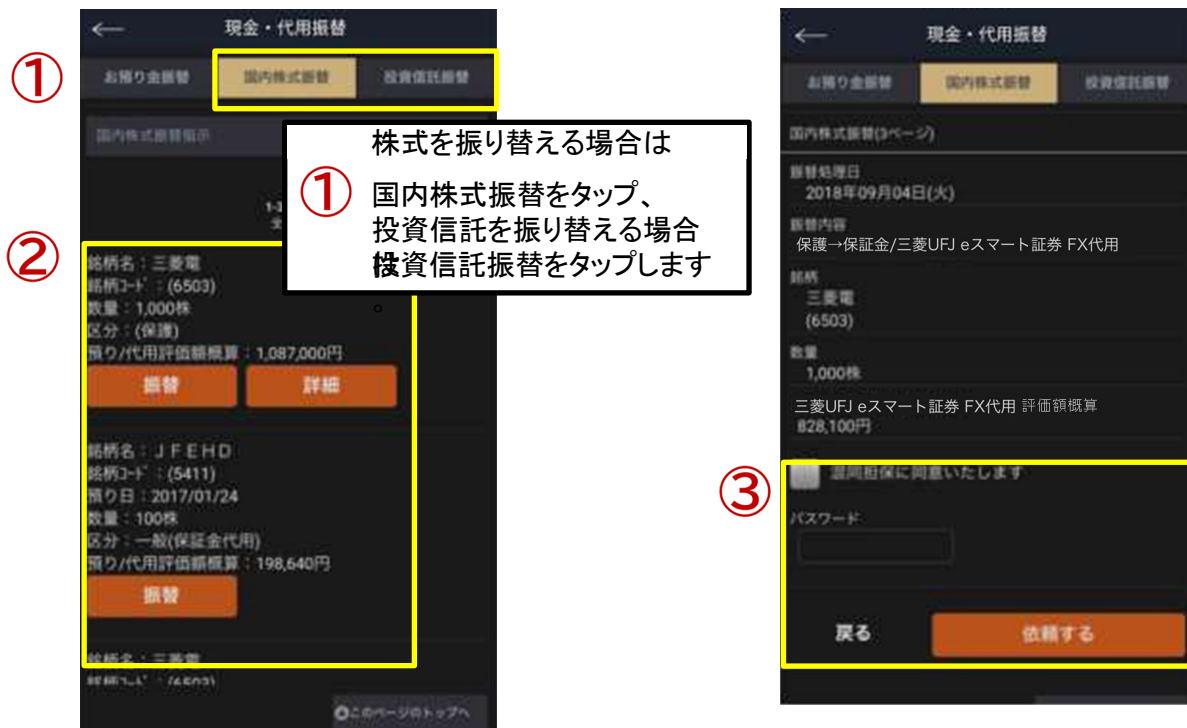 現金・代用振替
①
お預り金振替 国内株式振替 投資信託振替
国内株式振替指示
株式を振り替える場合は
① 国内株式振替をタップ、
投資信託を振り替える場合
は
投資信託振替をタップします
。
②
銘柄名：三菱電
銘柄コード：(6503)
数量：1,000株
区分：(保護)
預り/代用評価額概算：1,087,000円
振替 詳細
銘柄名：ＪＦＥＨＤ
銘柄コード：(5411)
預り日：2017/01/24
数量：100株
区分：一般(保証金代用)
預り/代用評価額概算：198,640円
振替
銘柄名：三菱電
銘柄コード：(6503)
このページのトップへ
現金・代用振替
お預り金振替 国内株式振替 投資信託振替
国内株式振替(3ページ)
振替処理日
2018年09月04日(火)
振替内容
保護→保証金/三菱UFJ eスマート証券 FX代用
銘柄
三菱電
(6503)
数量
1,000株
三菱UFJ eスマート証券 FX代用 評価額概算
828,100円
③
混同担保に同意いたします
パスワード
戻る 依頼する